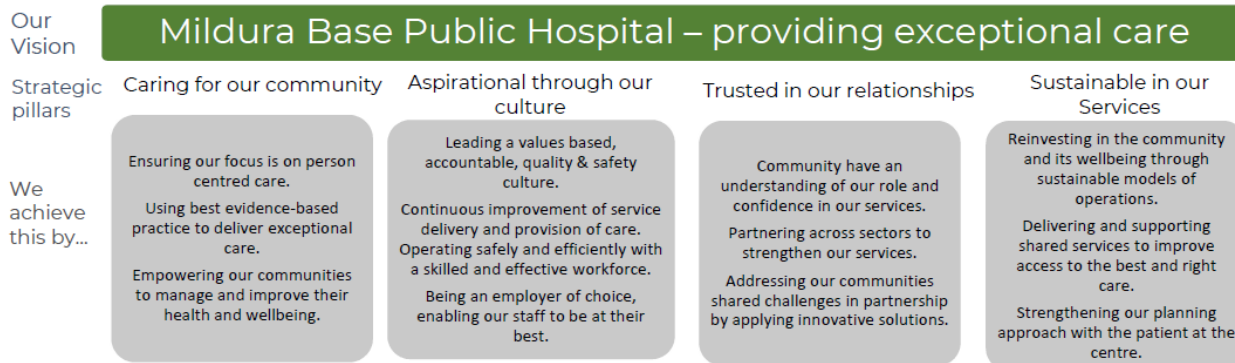 Our
Vision
Mildura Base Public Hospital – providing exceptional care
Strategic
pillars
Caring for our community
Aspirational through our
culture
Trusted in our relationships
Sustainable in our
Services
We
achieve
this by...
Ensuring our focus is on person
centred care.
Using best evidence-based
practice to deliver exceptional
care.
Empowering our communities
to manage and improve their
health and wellbeing.
Leading a values based,
accountable, quality & safety
culture.
Continuous improvement of service
delivery and provision of care.
Operating safely and efficiently with
a skilled and effective workforce.
Being an employer of choice,
enabling our staff to be at their
best.
Community have an
understanding of our role and
confidence in our services.
Partnering across sectors to
strengthen our services.
Addressing our communities
shared challenges in partnership
by applying innovative solutions.
Reinvesting in the community
and its wellbeing through
sustainable models of
operations.
Delivering and supporting
shared services to improve
access to the best and right
care.
Strengthening our planning
approach with the patient at the
centre.